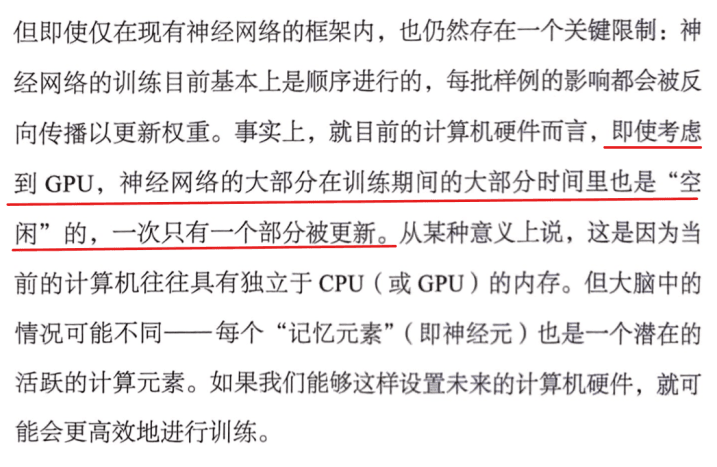 但即使仅在现有神经网络的框架内，也仍然存在一个关键限制：神
经网络的训练目前基本上是顺序进行的，每批样例的影响都会被反
向传播以更新权重。事实上，就目前的计算机硬件而言，即使考虑
到 GPU，神经网络的大部分在训练期间的大部分时间里也是“空
闲”的，一次只有一个部分被更新。从某种意义上说，这是因为当
前的计算机往往具有独立于 CPU（或 GPU）的内存。但大脑中的
情况可能不同——每个“记忆元素”（即神经元）也是一个潜在的
活跃的计算元素。如果我们能够这样设置未来的计算机硬件，就可
能会更高效地进行训练。